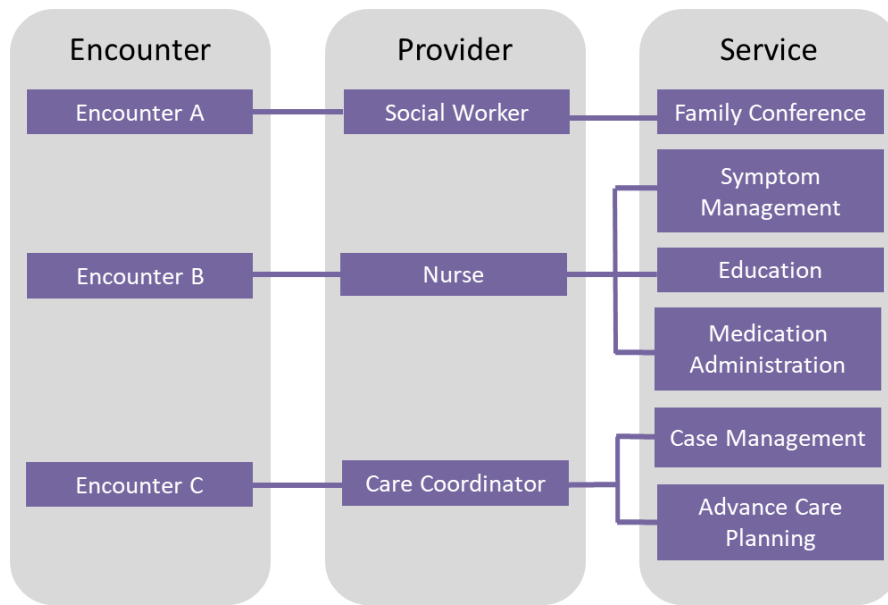 Encounter
Provider
Service
Encounter A
Social Worker
Family Conference
Symptom
Management
Encounter B
Nurse
Education
Medication
Administration
Case Management
Encounter C
Care Coordinator
Advance Care
Planning